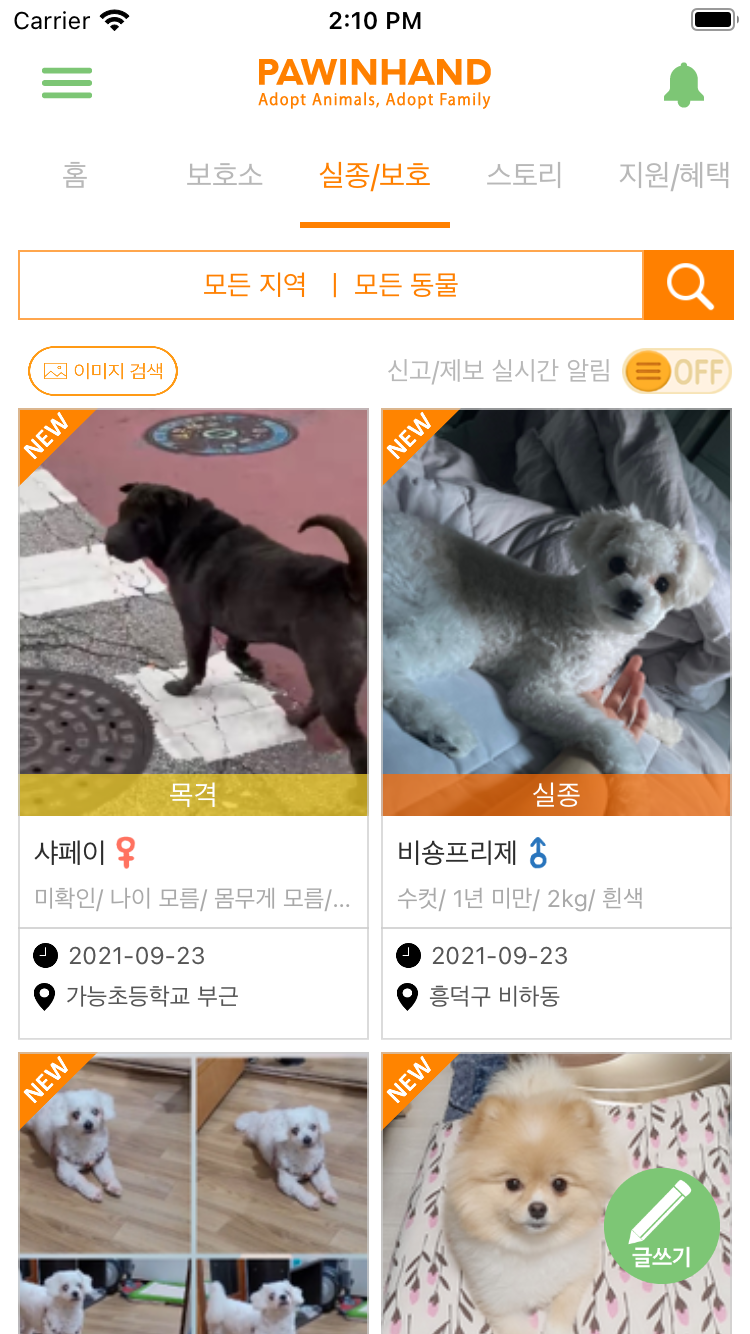 Carrier
2:10 PM
PAWINHAND
Adopt Animals, Adopt Family
홈
보호소
실종/보호
스토리
지원/혜택
모든 지역 | 모든 동물
이미지 검색
신고/제보 실시간 알림
OFF
NEW
목격
샤페이
미확인/ 나이 모름/ 몸무게 모름/...
2021-09-23
가능초등학교 부근
NEW
실종
비숑프리제
수컷/ 1년 미만/ 2kg/ 흰색
2021-09-23
흥덕구 비하동
NEW
NEW
글쓰기